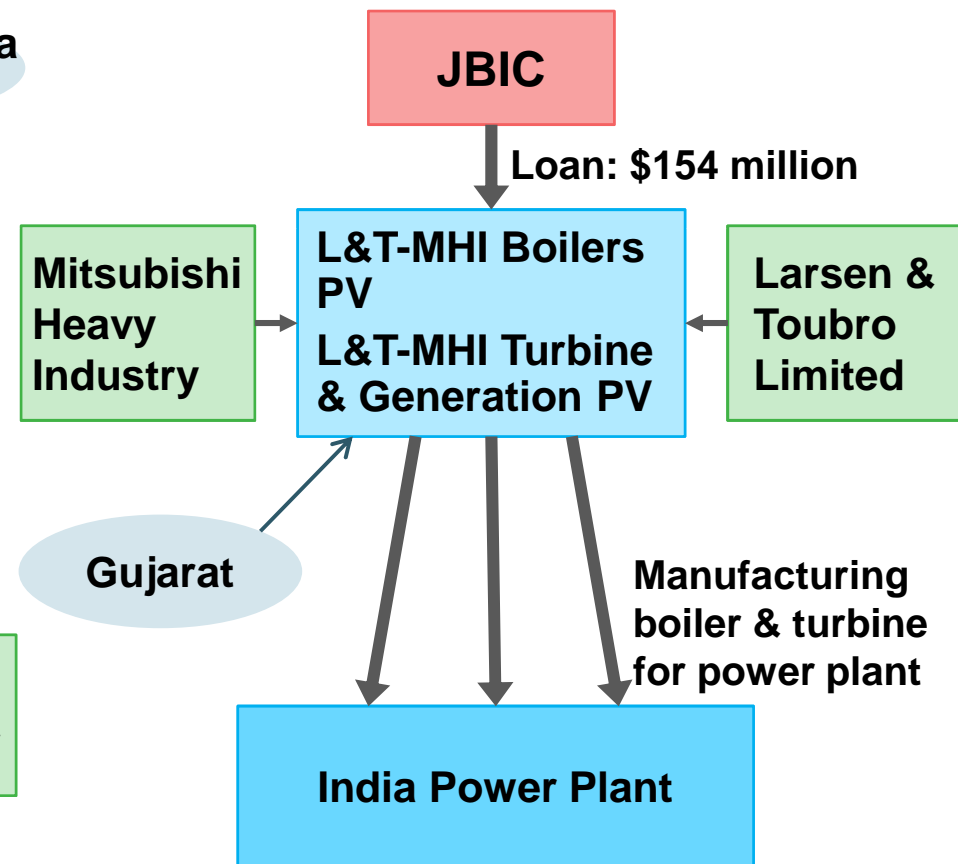 a
JBIC
Loan: $154 million
Mitsubishi
Heavy
Industry
L&T-MHI Boilers
PV
L&T-MHI Turbine
& Generation PV
Larsen &
Toubro
Limited
Gujarat
Manufacturing
boiler & turbine
for power plant
India Power Plant